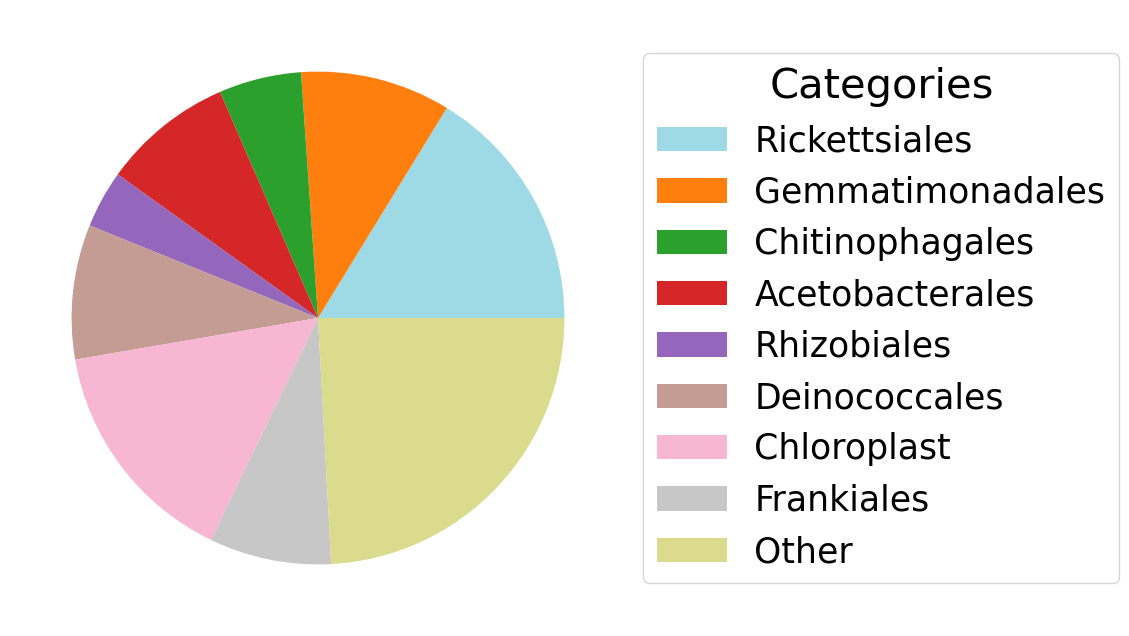 Categories
Rickettsiales
Gemmatimonadales
Chitinophagales
Acetobacterales
Rhizobiales
Deinococcales
Chloroplast
Frankiales
Other